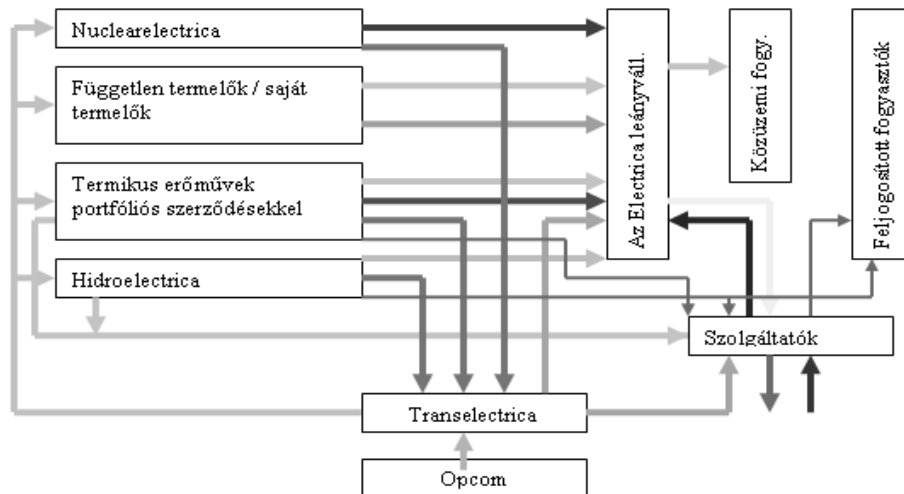 Nuclearelectrica
Független termelők / saját
termelők
Termikus erőművek
portfóliós szerződésekkel
Hidroelectrica
Az Electrica leányváll.
Közüzemi fogy.
Feljogosított fogyasztók
Szolgáltatók
Transelectrica
Opcom